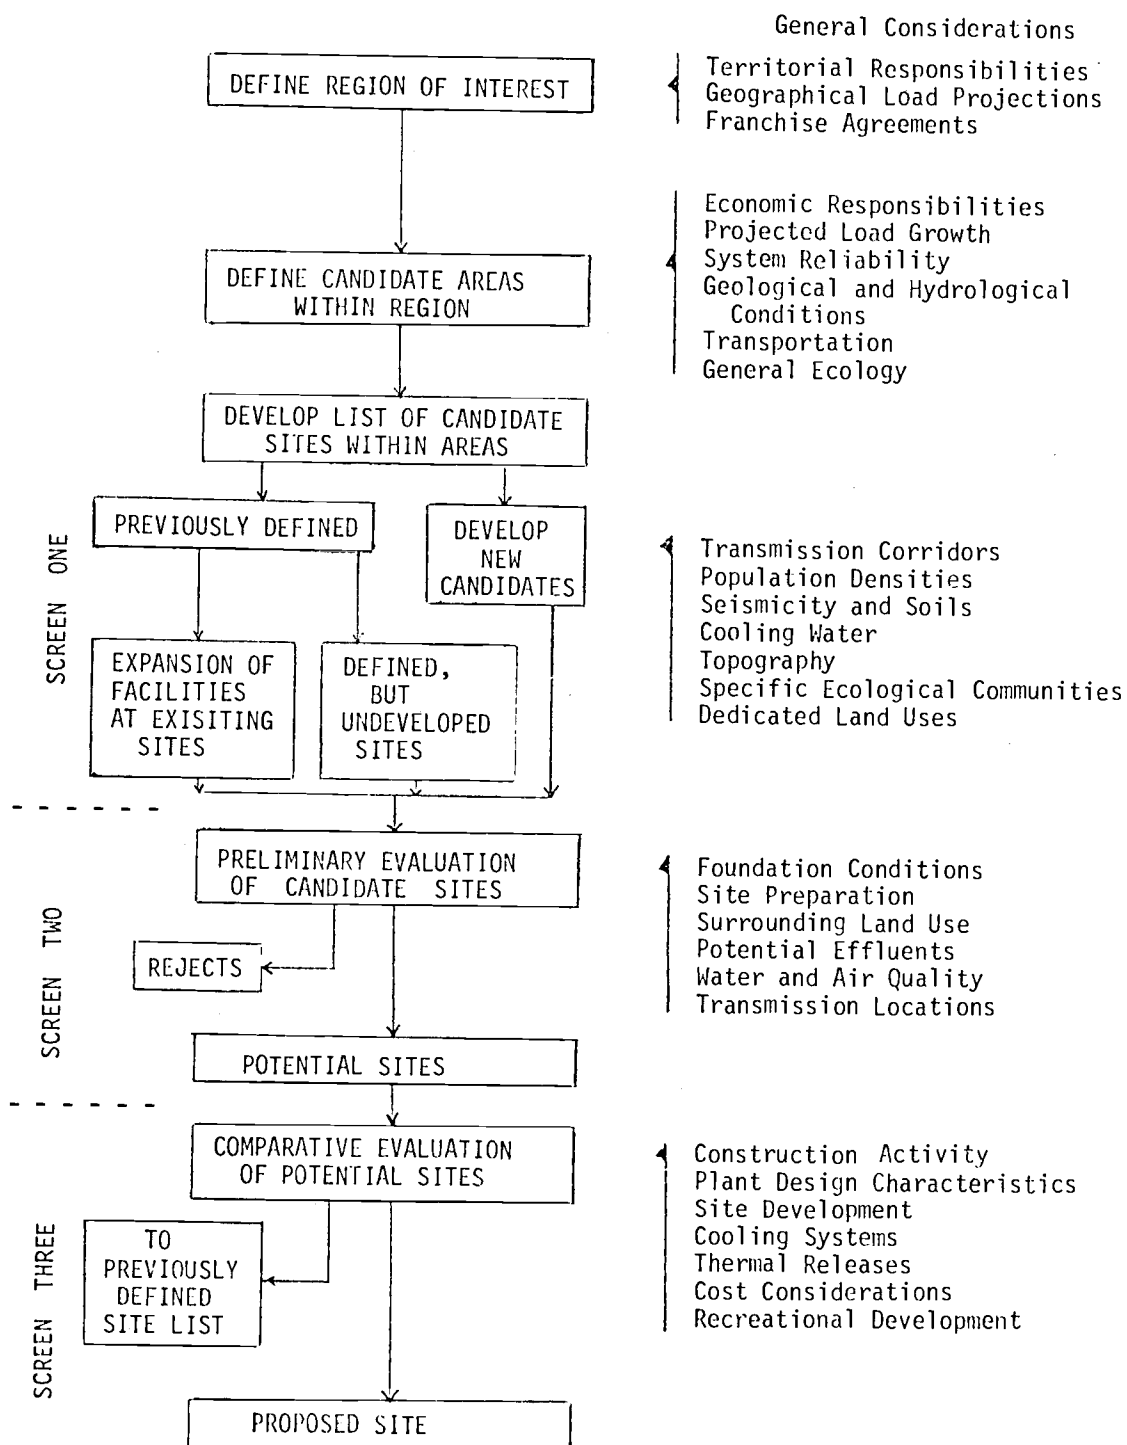 General Considerations
DEFINE REGION OF INTEREST
Territorial Responsibilities
Geographical Load Projections
Franchise Agreements
DEFINE CANDIDATE AREAS
WITHIN REGION
Economic Responsibilities
Projected Load Growth
System Reliability
Geological and Hydrological
Conditions
Transportation
General Ecology
DEVELOP LIST OF CANDIDATE
SITES WITHIN AREAS
SCREEN ONE
PREVIOUSLY DEFINED
DEVELOP
NEW
CANDIDATES
EXPANSION OF
FACILITIES
AT EXISITING
SITES
DEFINED,
BUT
UNDEVELOPED
SITES
Transmission Corridors
Population Densities
Seismicity and Soils
Cooling Water
Topography
Specific Ecological Communities
Dedicated Land Uses
SCREEN TWO
PRELIMINARY EVALUATION
OF CANDIDATE SITES
REJECTS
POTENTIAL SITES
Foundation Conditions
Site Preparation
Surrounding Land Use
Potential Effluents
Water and Air Quality
Transmission Locations
SCREEN THREE
COMPARATIVE EVALUATION
OF POTENTIAL SITES
TO
PREVIOUSLY
DEFINED
SITE LIST
PROPOSED SITE
Construction Activity
Plant Design Characteristics
Site Development
Cooling Systems
Thermal Releases
Cost Considerations
Recreational Development